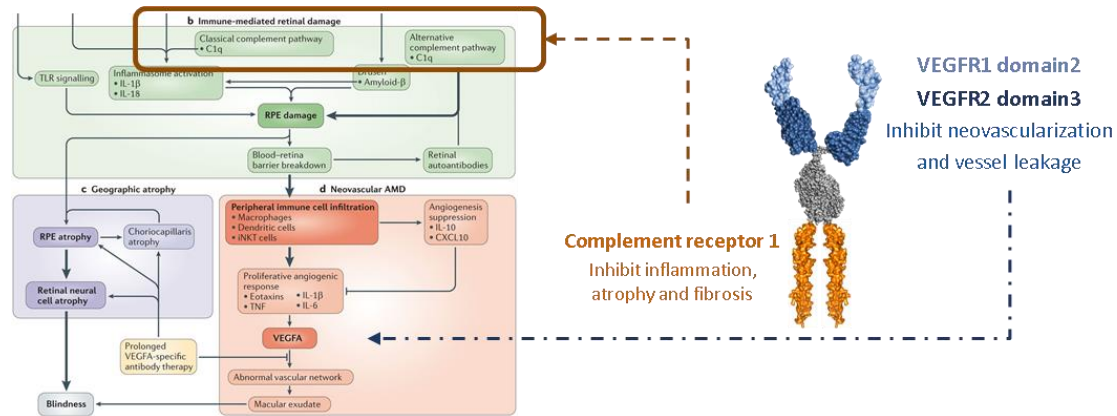 b Immune-mediated retinal damage
Classical complement pathway
• C1q
Alternative
complement pathway
• C1q
TLR signalling
Inflammasome activation
• IL-1β
• IL-18
Drusen
• Amyloid-β
RPE damage
Blood–retina
barrier breakdown
Retinal
autoantibodies
c Geographic atrophy
d Neovascular AMD
RPE atrophy
Choriocapillaris
atrophy
Retinal neural
cell atrophy
Peripheral immune cell infiltration
• Macrophages
• Dendritic cells
• iNKT cells
Angiogenesis
suppression
• IL-10
• CXCL10
Proliferative angiogenic
response
• Eotaxins
• TNF
• IL-1β
• IL-6
VEGFA
Prolonged
VEGFA-specific
antibody therapy
Abnormal vascular network
Blindness
Macular exudate
Complement receptor 1
Inhibit inflammation,
atrophy and fibrosis
VEGFR1 domain2
VEGFR2 domain3
Inhibit neovascularization
and vessel leakage